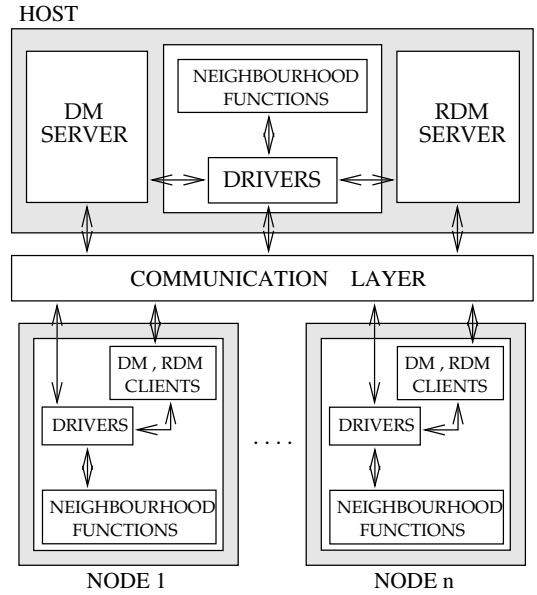 HOST
NEIGHBOURHOOD
FUNCTIONS
DM
SERVER
DRIVERS
RDM
SERVER
COMMUNICATION LAYER
DM , RDM
CLIENTS
DRIVERS
NEIGHBOURHOOD
FUNCTIONS
NODE 1
. . . .
DM , RDM
CLIENTS
DRIVERS
NEIGHBOURHOOD
FUNCTIONS
NODE n